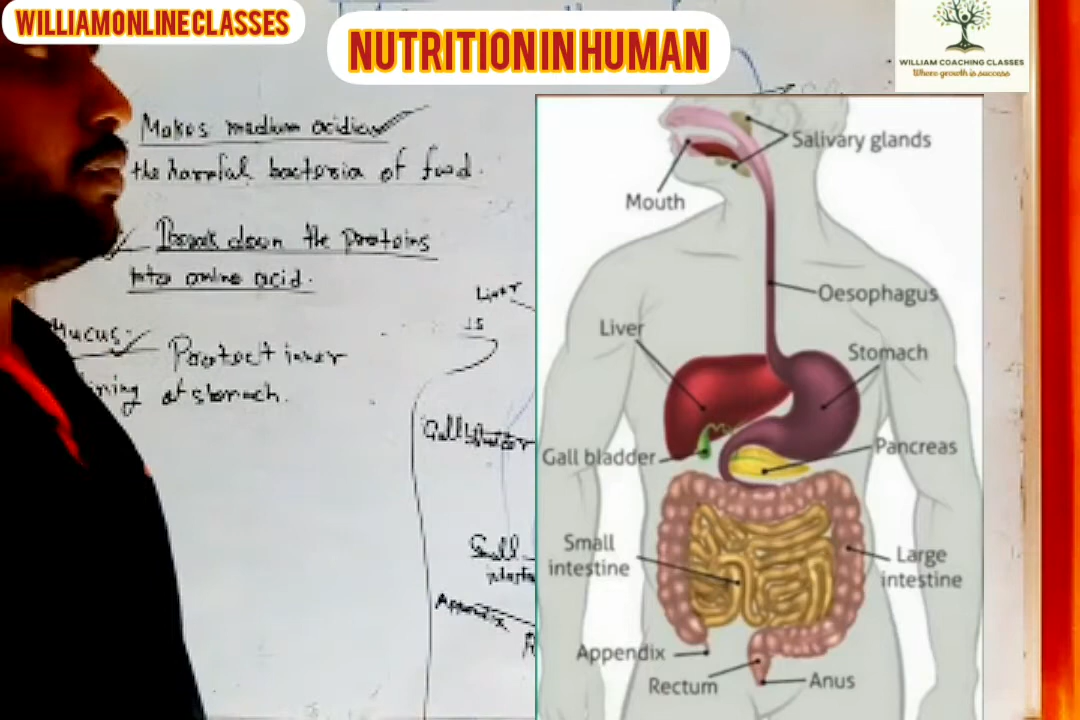 WILLIAM ONLINE CLASSES
NUTRITION IN HUMAN
WILLIAM COACHING CLASSES
Where growth is success
Makes medium acidic
the harmful bacteria of food.
Break down the proteins
into amino acid.
Mucus:
Protect inner
lining of stomach.
Liver
Gall bladder
Small
Appendix
Salivary glands
Mouth
Oesophagus
Liver
Stomach
Gall bladder
Pancreas
Small
intestine
Large
intestine
Appendix
Rectum
Anus